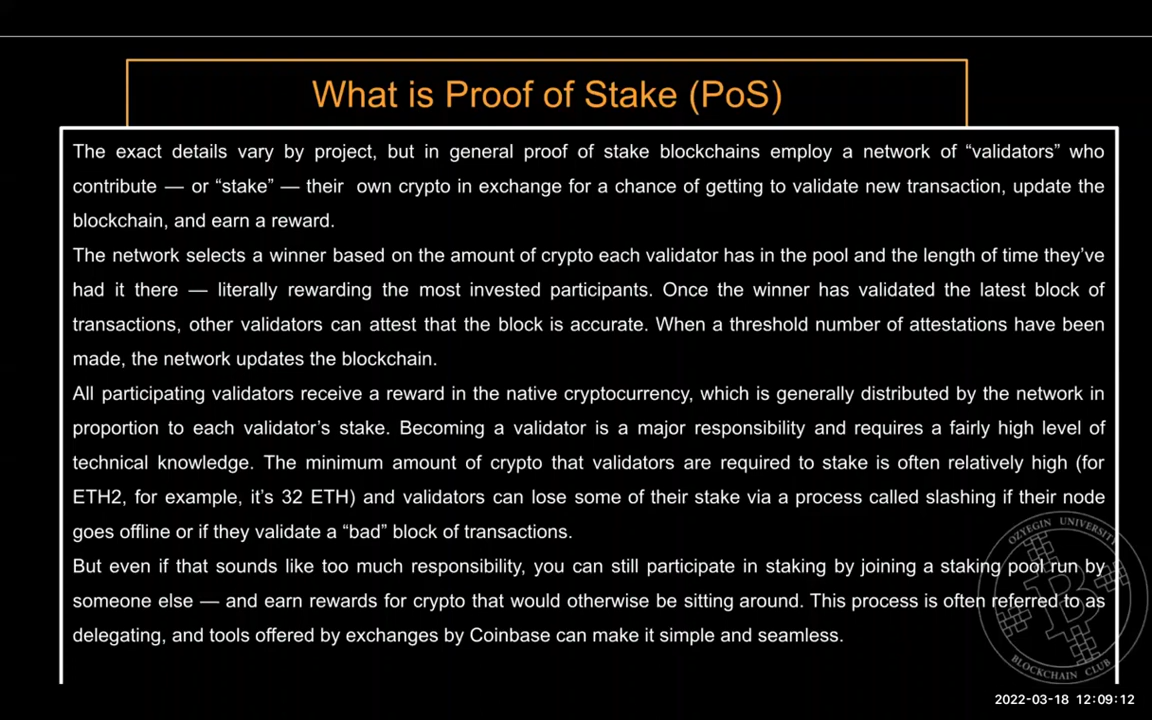 What is Proof of Stake (PoS)
The exact details vary by project, but in general proof of stake blockchains employ a network of “validators” who
contribute — or “stake” — their own crypto in exchange for a chance of getting to validate new transaction, update the
blockchain, and earn a reward.
The network selects a winner based on the amount of crypto each validator has in the pool and the length of time they’ve
had it there — literally rewarding the most invested participants. Once the winner has validated the latest block of
transactions, other validators can attest that the block is accurate. When a threshold number of attestations have been
made, the network updates the blockchain.
All participating validators receive a reward in the native cryptocurrency, which is generally distributed by the network in
proportion to each validator’s stake. Becoming a validator is a major responsibility and requires a fairly high level of
technical knowledge. The minimum amount of crypto that validators are required to stake is often relatively high (for
ETH2, for example, it’s 32 ETH) and validators can lose some of their stake via a process called slashing if their node
goes offline or if they validate a “bad” block of transactions.
But even if that sounds like too much responsibility, you can still participate in staking by joining a staking pool run by
someone else — and earn rewards for crypto that would otherwise be sitting around. This process is often referred to as
delegating, and tools offered by exchanges by Coinbase can make it simple and seamless.
OZYEGIN UNIVERSITY
BLOCKCHAIN CLUB
2022-03-18 12:09:12